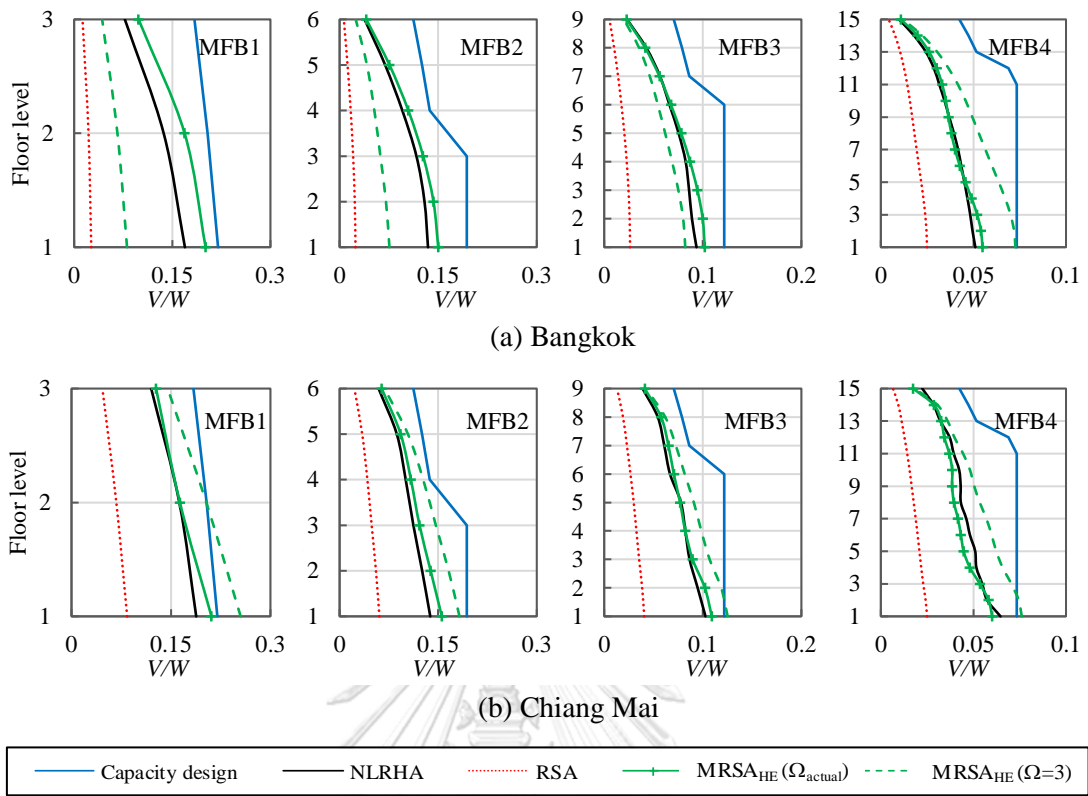 MFB1
MFB2
MFB3
MFB4
Floor level
3
2
1
6
5
4
3
2
1
9
8
7
6
5
4
3
2
1
15
13
11
9
7
5
3
1
0 0.15 0.3
0 0.15 0.3
0 0.1 0.2
0 0.05 0.1
V/W
V/W
V/W
V/W
(a) Bangkok
MFB1
MFB2
MFB3
MFB4
Floor level
3
2
1
6
5
4
3
2
1
9
8
7
6
5
4
3
2
1
15
13
11
9
7
5
3
1
0 0.15 0.3
0 0.15 0.3
0 0.1 0.2
0 0.05 0.1
V/W
V/W
V/W
V/W
(b) Chiang Mai
Capacity design NLRHA RSA MRSA_HE (Ω_actual) MRSA_HE (Ω=3)